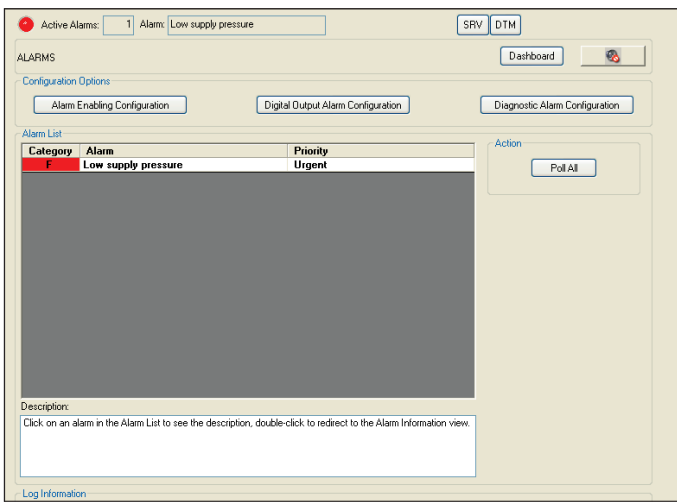 Active Alarms: 1 Alarm: Low supply pressure SRV DTM
ALARMS Dashboard
Configuration Options
Alarm Enabling Configuration Digital Output Alarm Configuration Diagnostic Alarm Configuration
Alarm List
Action
Category Alarm Priority
F Low supply pressure Urgent
Poll All
Description:
Click on an alarm in the Alarm List to see the description, double-click to redirect to the Alarm Information view.
Log Information